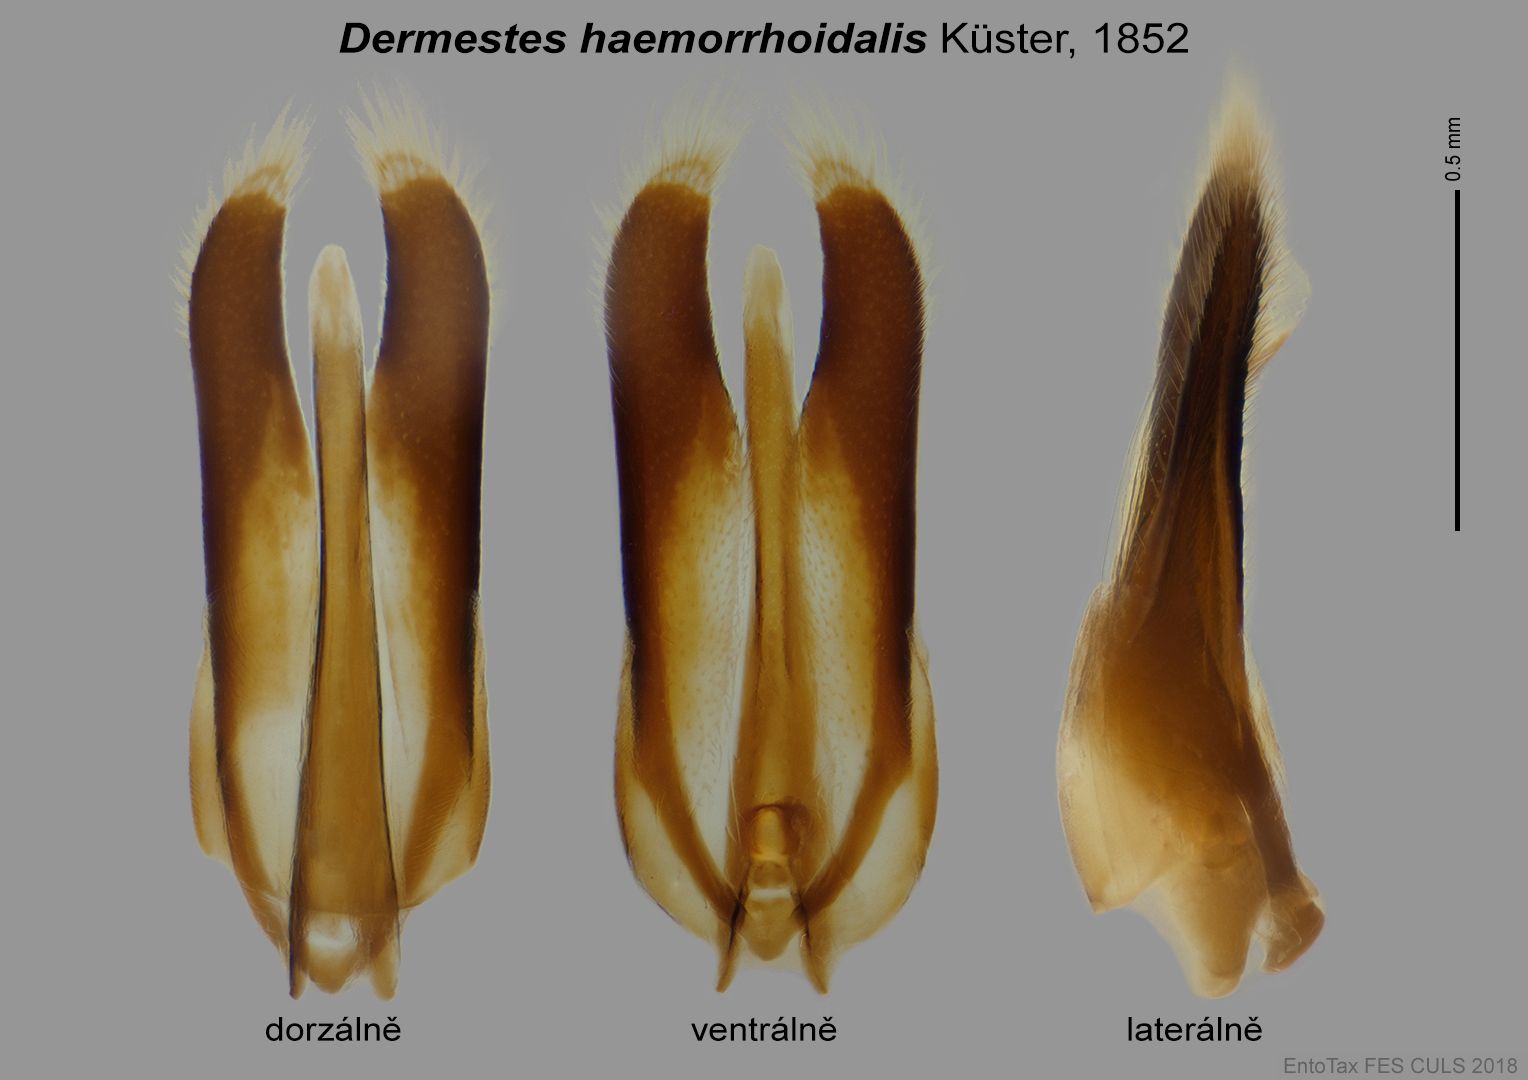 Dermestes haemorrhoidalis Küster, 1852
0.5 mm
dorzálně
ventrálně
laterálně
EntoTax FES CULS 2018